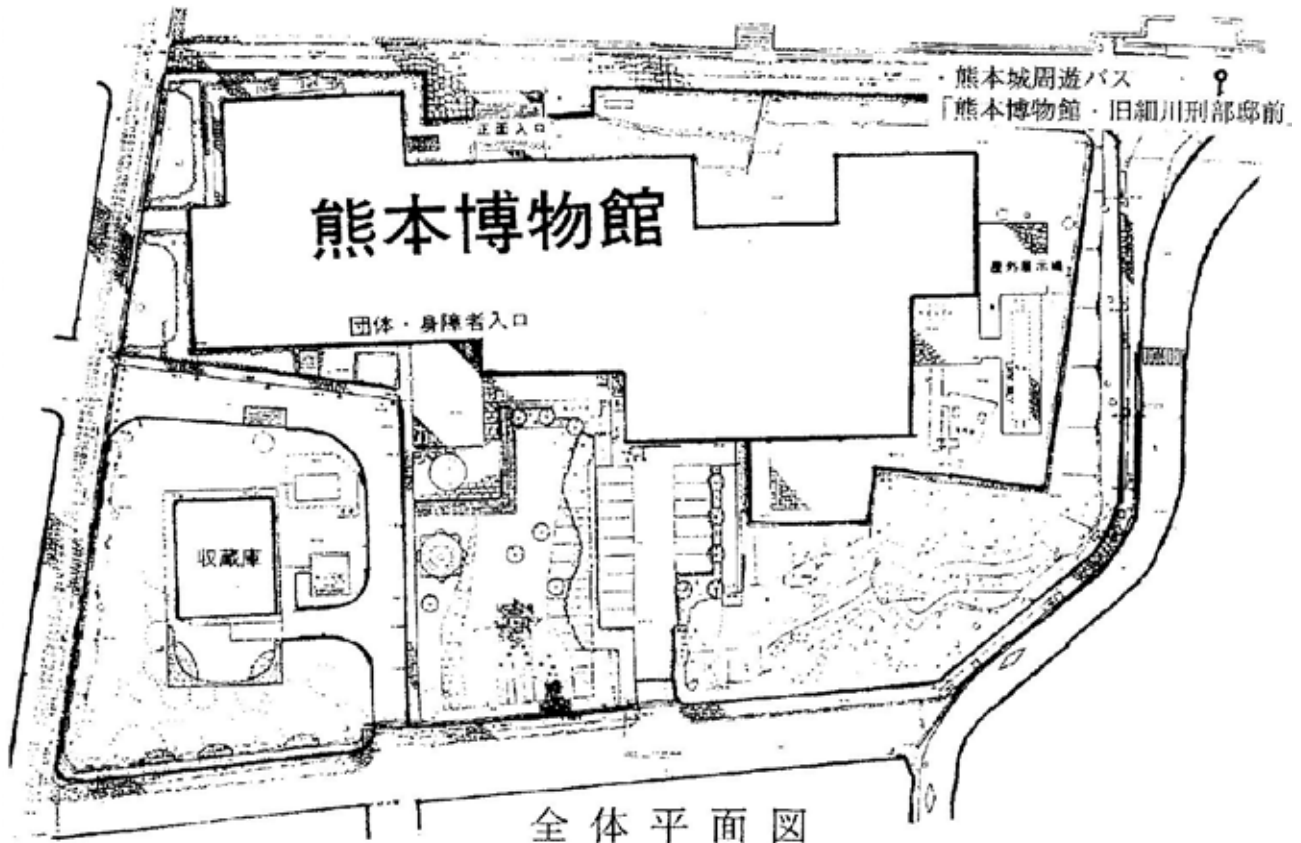 ・熊本城周遊バス
「熊本博物館・旧細川刑部邸前」
正面入口
熊本博物館
屋外展示場
団体・身障者入口
収蔵庫
全体平面図